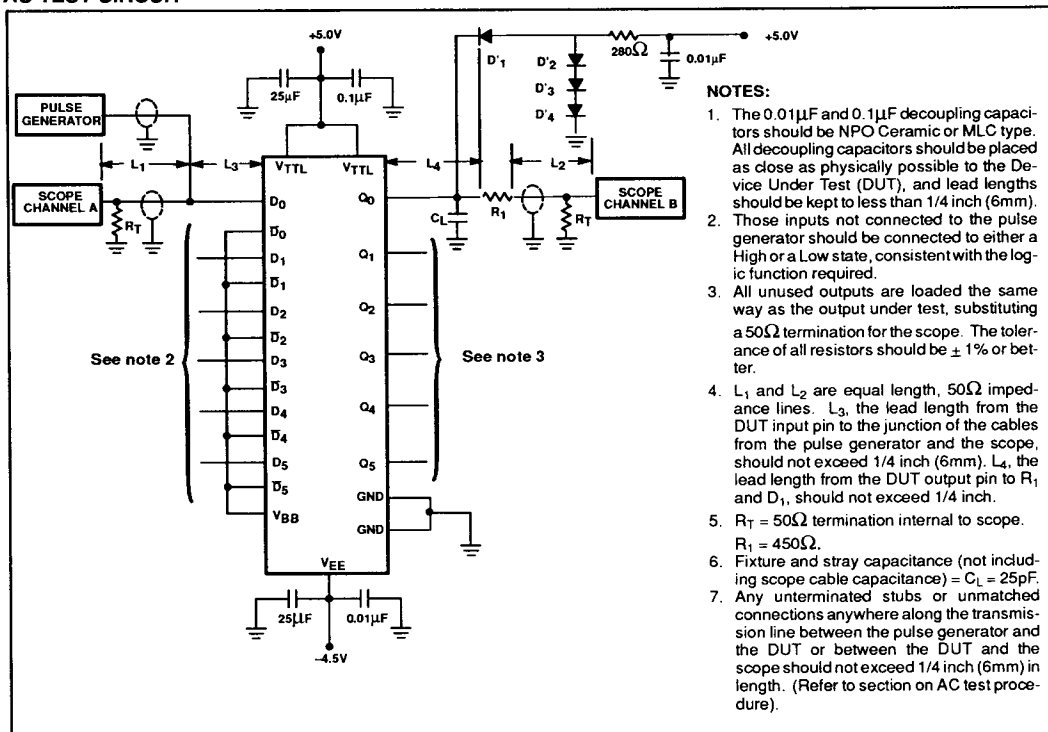 AC TEST CIRCUIT
+5.0V
25μF
0.1μF
D'1
D'2
D'3
D'4
280Ω
0.01μF
+5.0V
PULSE
GENERATOR
L1
L3
SCOPE
CHANNEL A
RT
VTTL
VTTL
L4
L2
SCOPE
CHANNEL B
R1
RT
CL
D0
D̅0
D1
D̅1
D2
D̅2
D3
D̅3
D4
D̅4
D5
D̅5
VBB
Q0
Q1
Q2
Q3
Q4
Q5
GND
GND
VEE
See note 2
See note 3
25μF
0.01μF
–4.5V
NOTES:
1. The 0.01μF and 0.1μF decoupling capaci-
tors should be NPO Ceramic or MLC type.
All decoupling capacitors should be placed
as close as physically possible to the De-
vice Under Test (DUT), and lead lengths
should be kept to less than 1/4 inch (6mm).
2. Those inputs not connected to the pulse
generator should be connected to either a
High or a Low state, consistent with the log-
ic function required.
3. All unused outputs are loaded the same
way as the output under test, substituting
a 50Ω termination for the scope. The toler-
ance of all resistors should be ± 1% or bet-
ter.
4. L1 and L2 are equal length, 50Ω imped-
ance lines. L3, the lead length from the
DUT input pin to the junction of the cables
from the pulse generator and the scope,
should not exceed 1/4 inch (6mm). L4, the
lead length from the DUT output pin to R1
and D1, should not exceed 1/4 inch.
5. RT = 50Ω termination internal to scope.
R1 = 450Ω.
6. Fixture and stray capacitance (not includ-
ing scope cable capacitance) = CL = 25pF.
7. Any unterminated stubs or unmatched
connections anywhere along the transmis-
sion line between the pulse generator and
the DUT or between the DUT and the
scope should not exceed 1/4 inch (6mm) in
length. (Refer to section on AC test proce-
dure).